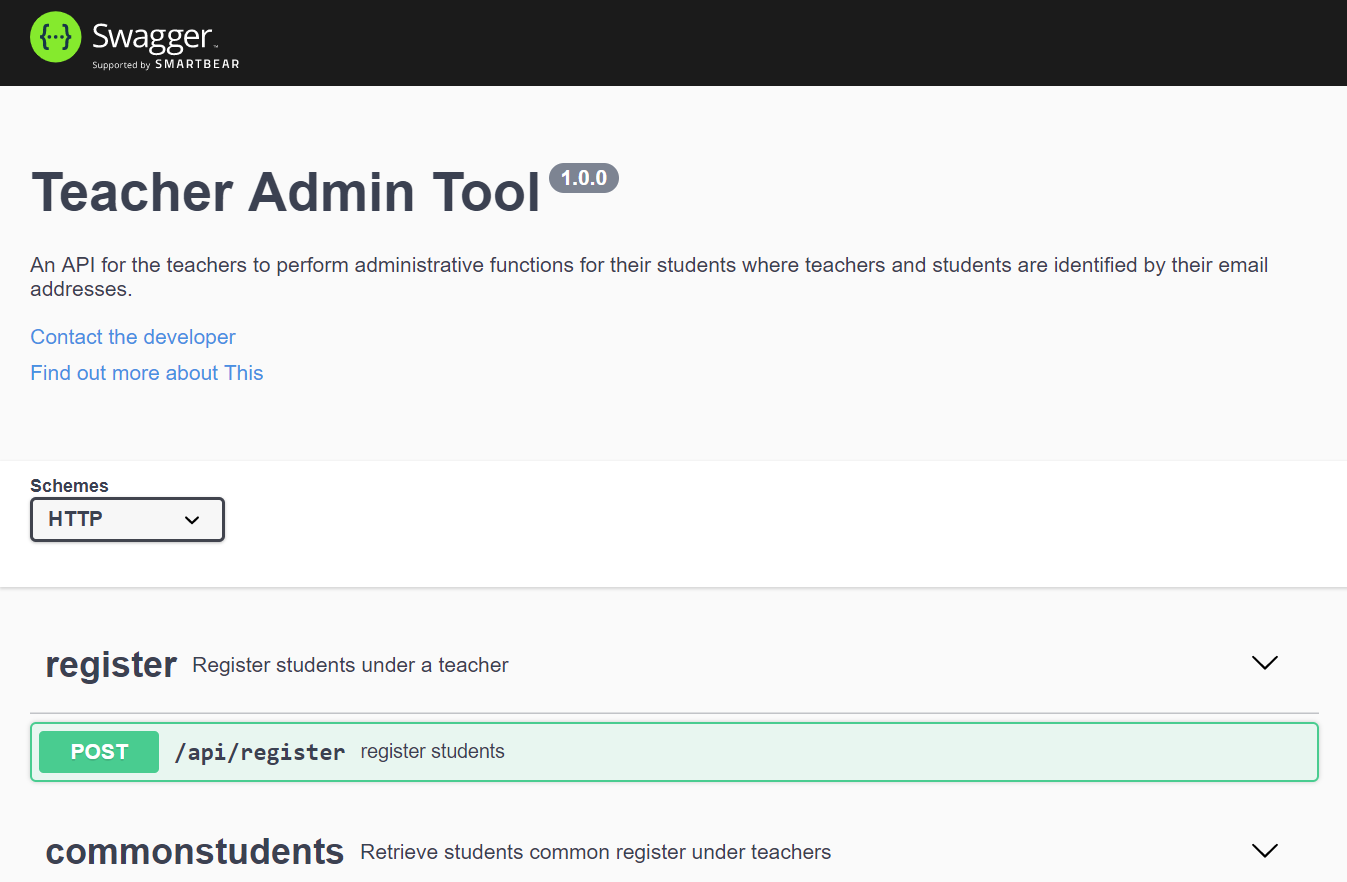 {···} Swagger™
Supported by SMARTBEAR
Teacher Admin Tool 1.0.0
An API for the teachers to perform administrative functions for their students where teachers and students are identified by their email
addresses.
Contact the developer
Find out more about This
Schemes
HTTP
register Register students under a teacher
POST /api/register register students
commonstudents Retrieve students common register under teachers